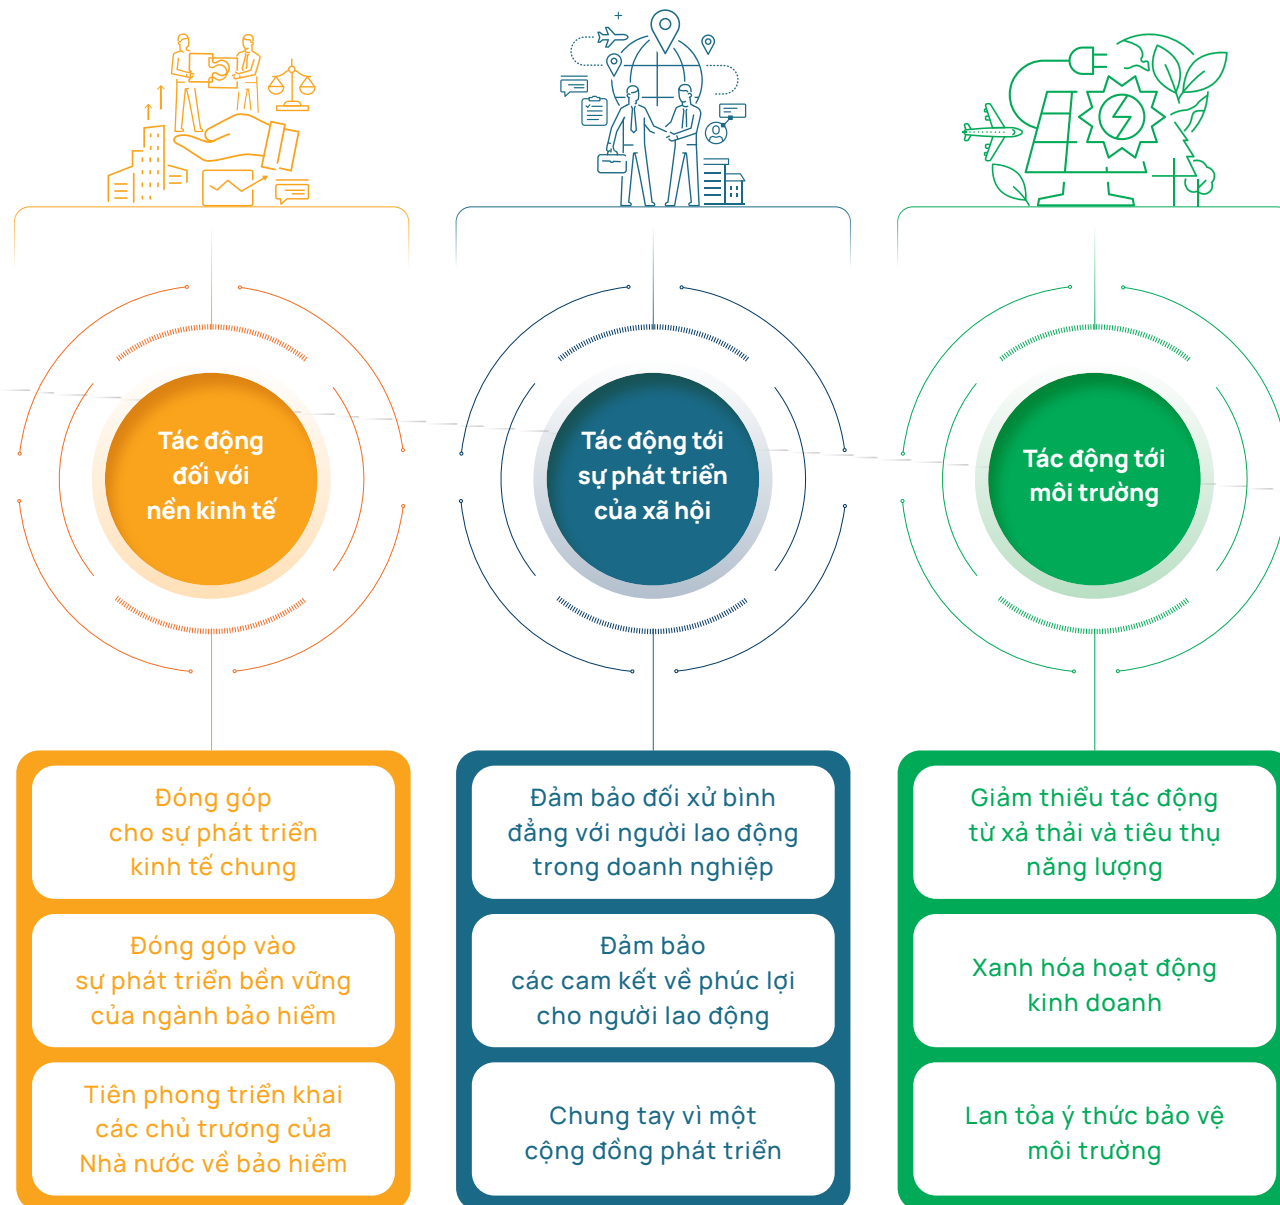 Tác động
đối với
nền kinh tế
Tác động tới
sự phát triển
của xã hội
Tác động tới
môi trường
Đóng góp
cho sự phát triển
kinh tế chung
Đóng góp vào
sự phát triển bền vững
của ngành bảo hiểm
Tiên phong triển khai
các chủ trương của
Nhà nước về bảo hiểm
Đảm bảo đối xử bình
đẳng với người lao động
trong doanh nghiệp
Đảm bảo
các cam kết về phúc lợi
cho người lao động
Chung tay vì một
cộng đồng phát triển
Giảm thiểu tác động
từ xả thải và tiêu thụ
năng lượng
Xanh hóa hoạt động
kinh doanh
Lan tỏa ý thức bảo vệ
môi trường